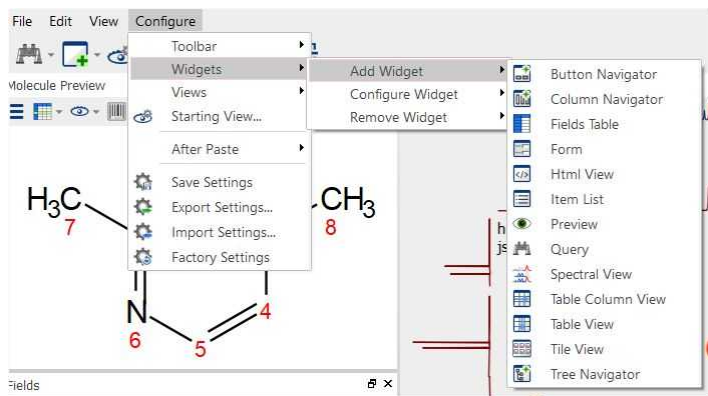 File Edit View Configure
Toolbar
Widgets
Views
Starting View...
After Paste
Save Settings
Export Settings...
Import Settings...
Factory Settings
Add Widget
Configure Widget
Remove Widget
Button Navigator
Column Navigator
Fields Table
Form
Html View
Item List
Preview
Query
Spectral View
Table Column View
Table View
Tile View
Tree Navigator
Molecule Preview
H3C
7
CH3
8
N
6
5
4
Fields